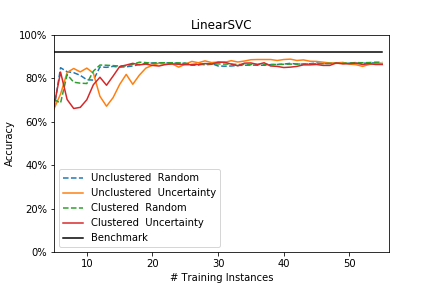 LinearSVC
100%
80%
60%
40%
20%
0%
Accuracy
Unclustered Random
Unclustered Uncertainty
Clustered Random
Clustered Uncertainty
Benchmark
10 20 30 40 50
# Training Instances